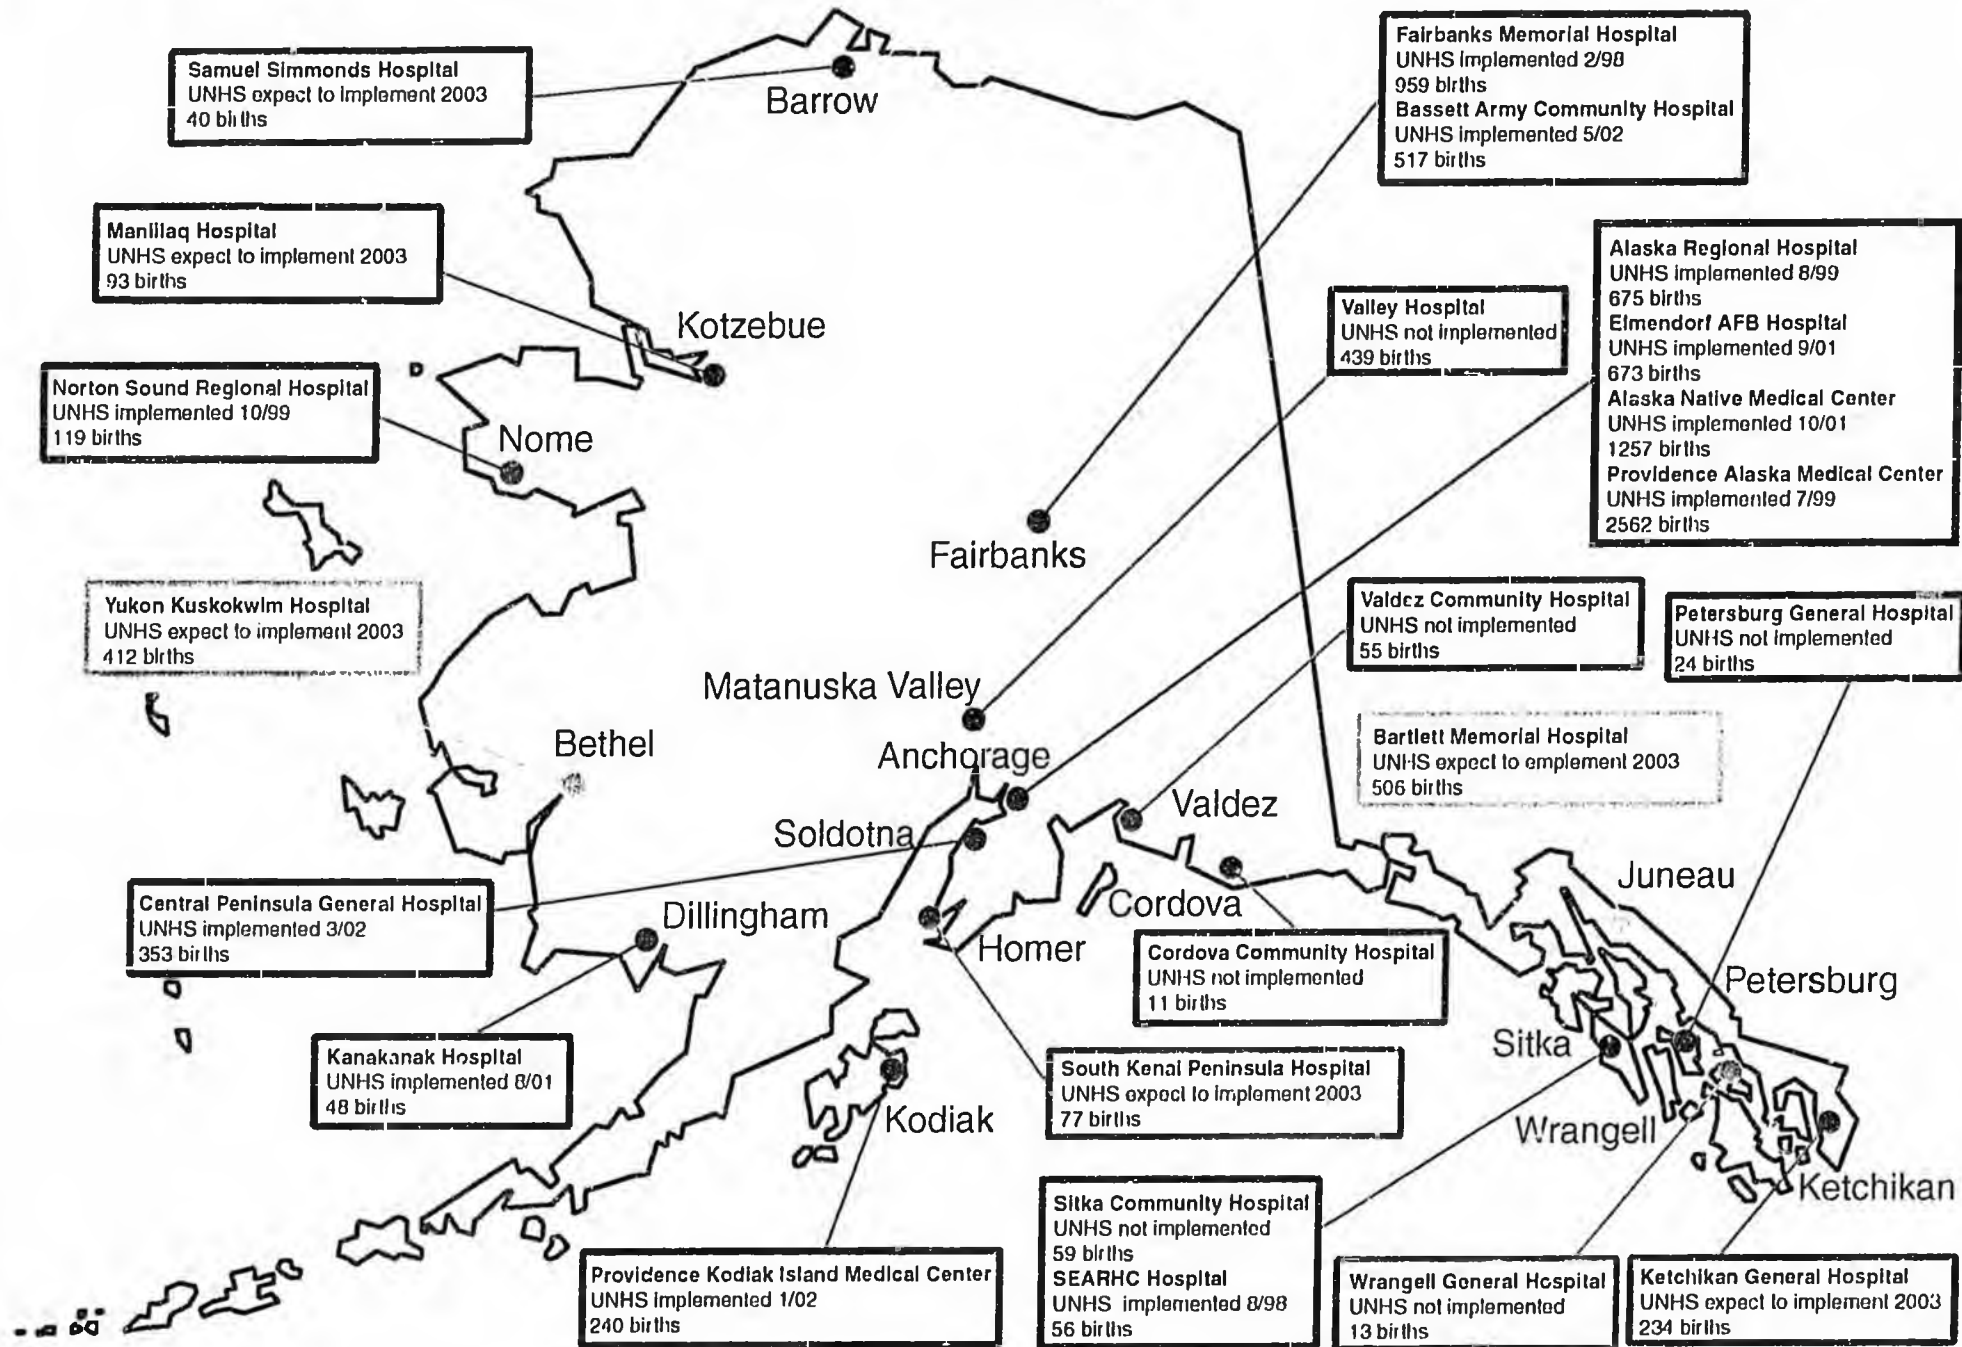 Samuel Simmonds Hospital
UNHS expect to implement 2003
40 births
Barrow
Fairbanks Memorial Hospital
UNHS implemented 2/98
959 births
Bassett Army Community Hospital
UNHS implemented 5/02
517 births
Maniilaq Hospital
UNHS expect to implement 2003
93 births
Kotzebue
Valley Hospital
UNHS not implemented
439 births
Alaska Regional Hospital
UNHS implemented 8/99
675 births
Elmendorf AFB Hospital
UNHS implemented 9/01
673 births
Alaska Native Medical Center
UNHS implemented 10/01
1257 births
Providence Alaska Medical Center
UNHS implemented 7/99
2562 births
Norton Sound Regional Hospital
UNHS implemented 10/99
119 births
Nome
Fairbanks
Yukon Kuskokwim Hospital
UNHS expect to implement 2003
412 births
Valdez Community Hospital
UNHS not implemented
55 births
Petersburg General Hospital
UNHS not implemented
24 births
Matanuska Valley
Bethel
Anchorage
Bartlett Memorial Hospital
UNHS expect to emplement 2003
506 births
Valdez
Soldotna
Juneau
Central Peninsula General Hospital
UNHS implemented 3/02
353 births
Dillingham
Homer
Cordova
Cordova Community Hospital
UNHS not implemented
11 births
Petersburg
Kanakanak Hospital
UNHS implemented 8/01
48 births
Kodiak
South Kenai Peninsula Hospital
UNHS expect to implement 2003
77 births
Sitka
Wrangell
Ketchikan
Providence Kodiak Island Medical Center
UNHS implemented 1/02
240 births
Sitka Community Hospital
UNHS not implemented
59 births
SEARHC Hospital
UNHS implemented 8/98
56 births
Wrangell General Hospital
UNHS not implemented
13 births
Ketchikan General Hospital
UNHS expect to implement 2003
234 births